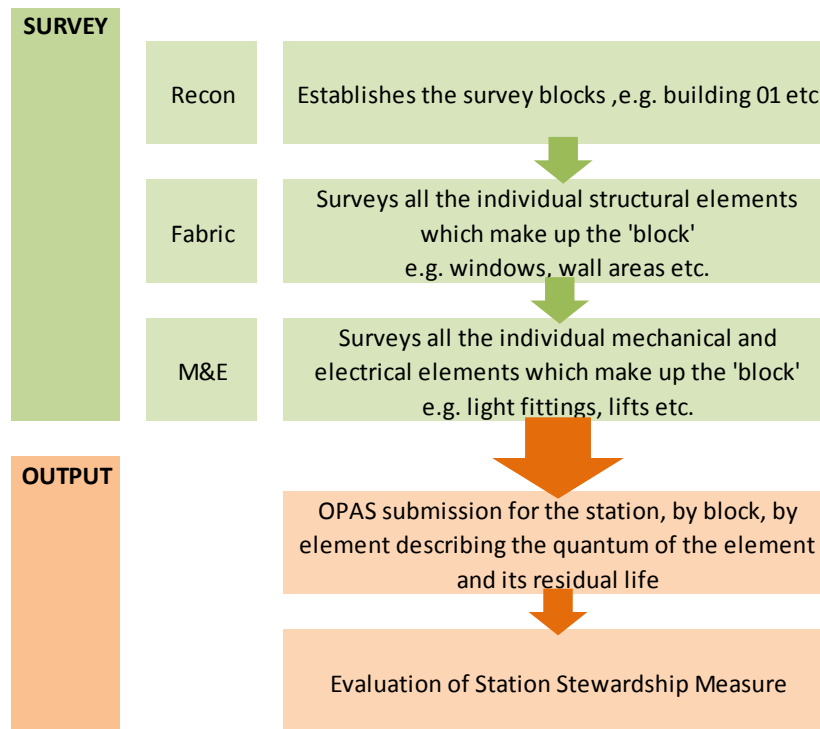 SURVEY
Recon
Establishes the survey blocks ,e.g. building 01 etc
Fabric
Surveys all the individual structural elements
which make up the 'block'
e.g. windows, wall areas etc.
M&E
Surveys all the individual mechanical and
electrical elements which make up the 'block'
e.g. light fittings, lifts etc.
OUTPUT
OPAS submission for the station, by block, by
element describing the quantum of the element
and its residual life
Evaluation of Station Stewardship Measure